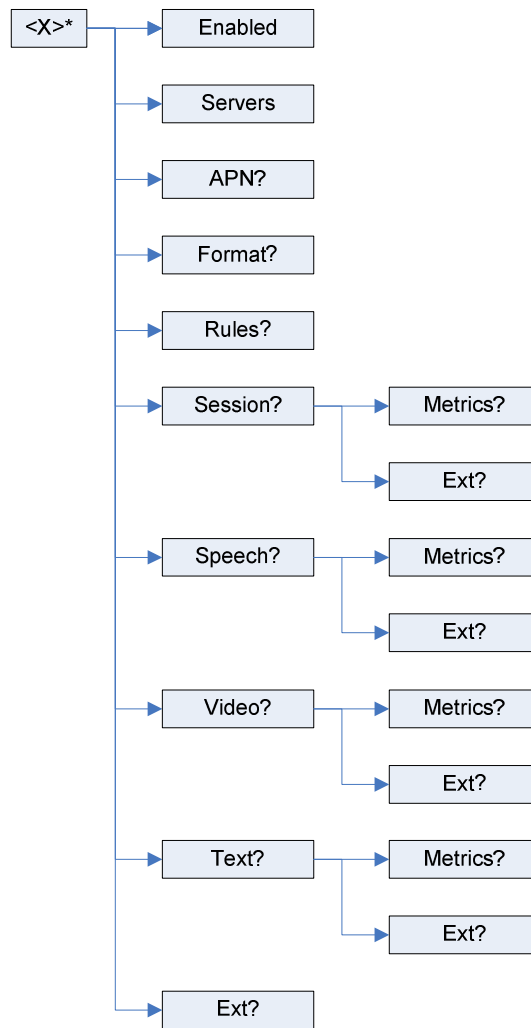 <X>*
Enabled
Servers
APN?
Format?
Rules?
Session?
Metrics?
Ext?
Speech?
Metrics?
Ext?
Video?
Metrics?
Ext?
Text?
Metrics?
Ext?
Ext?